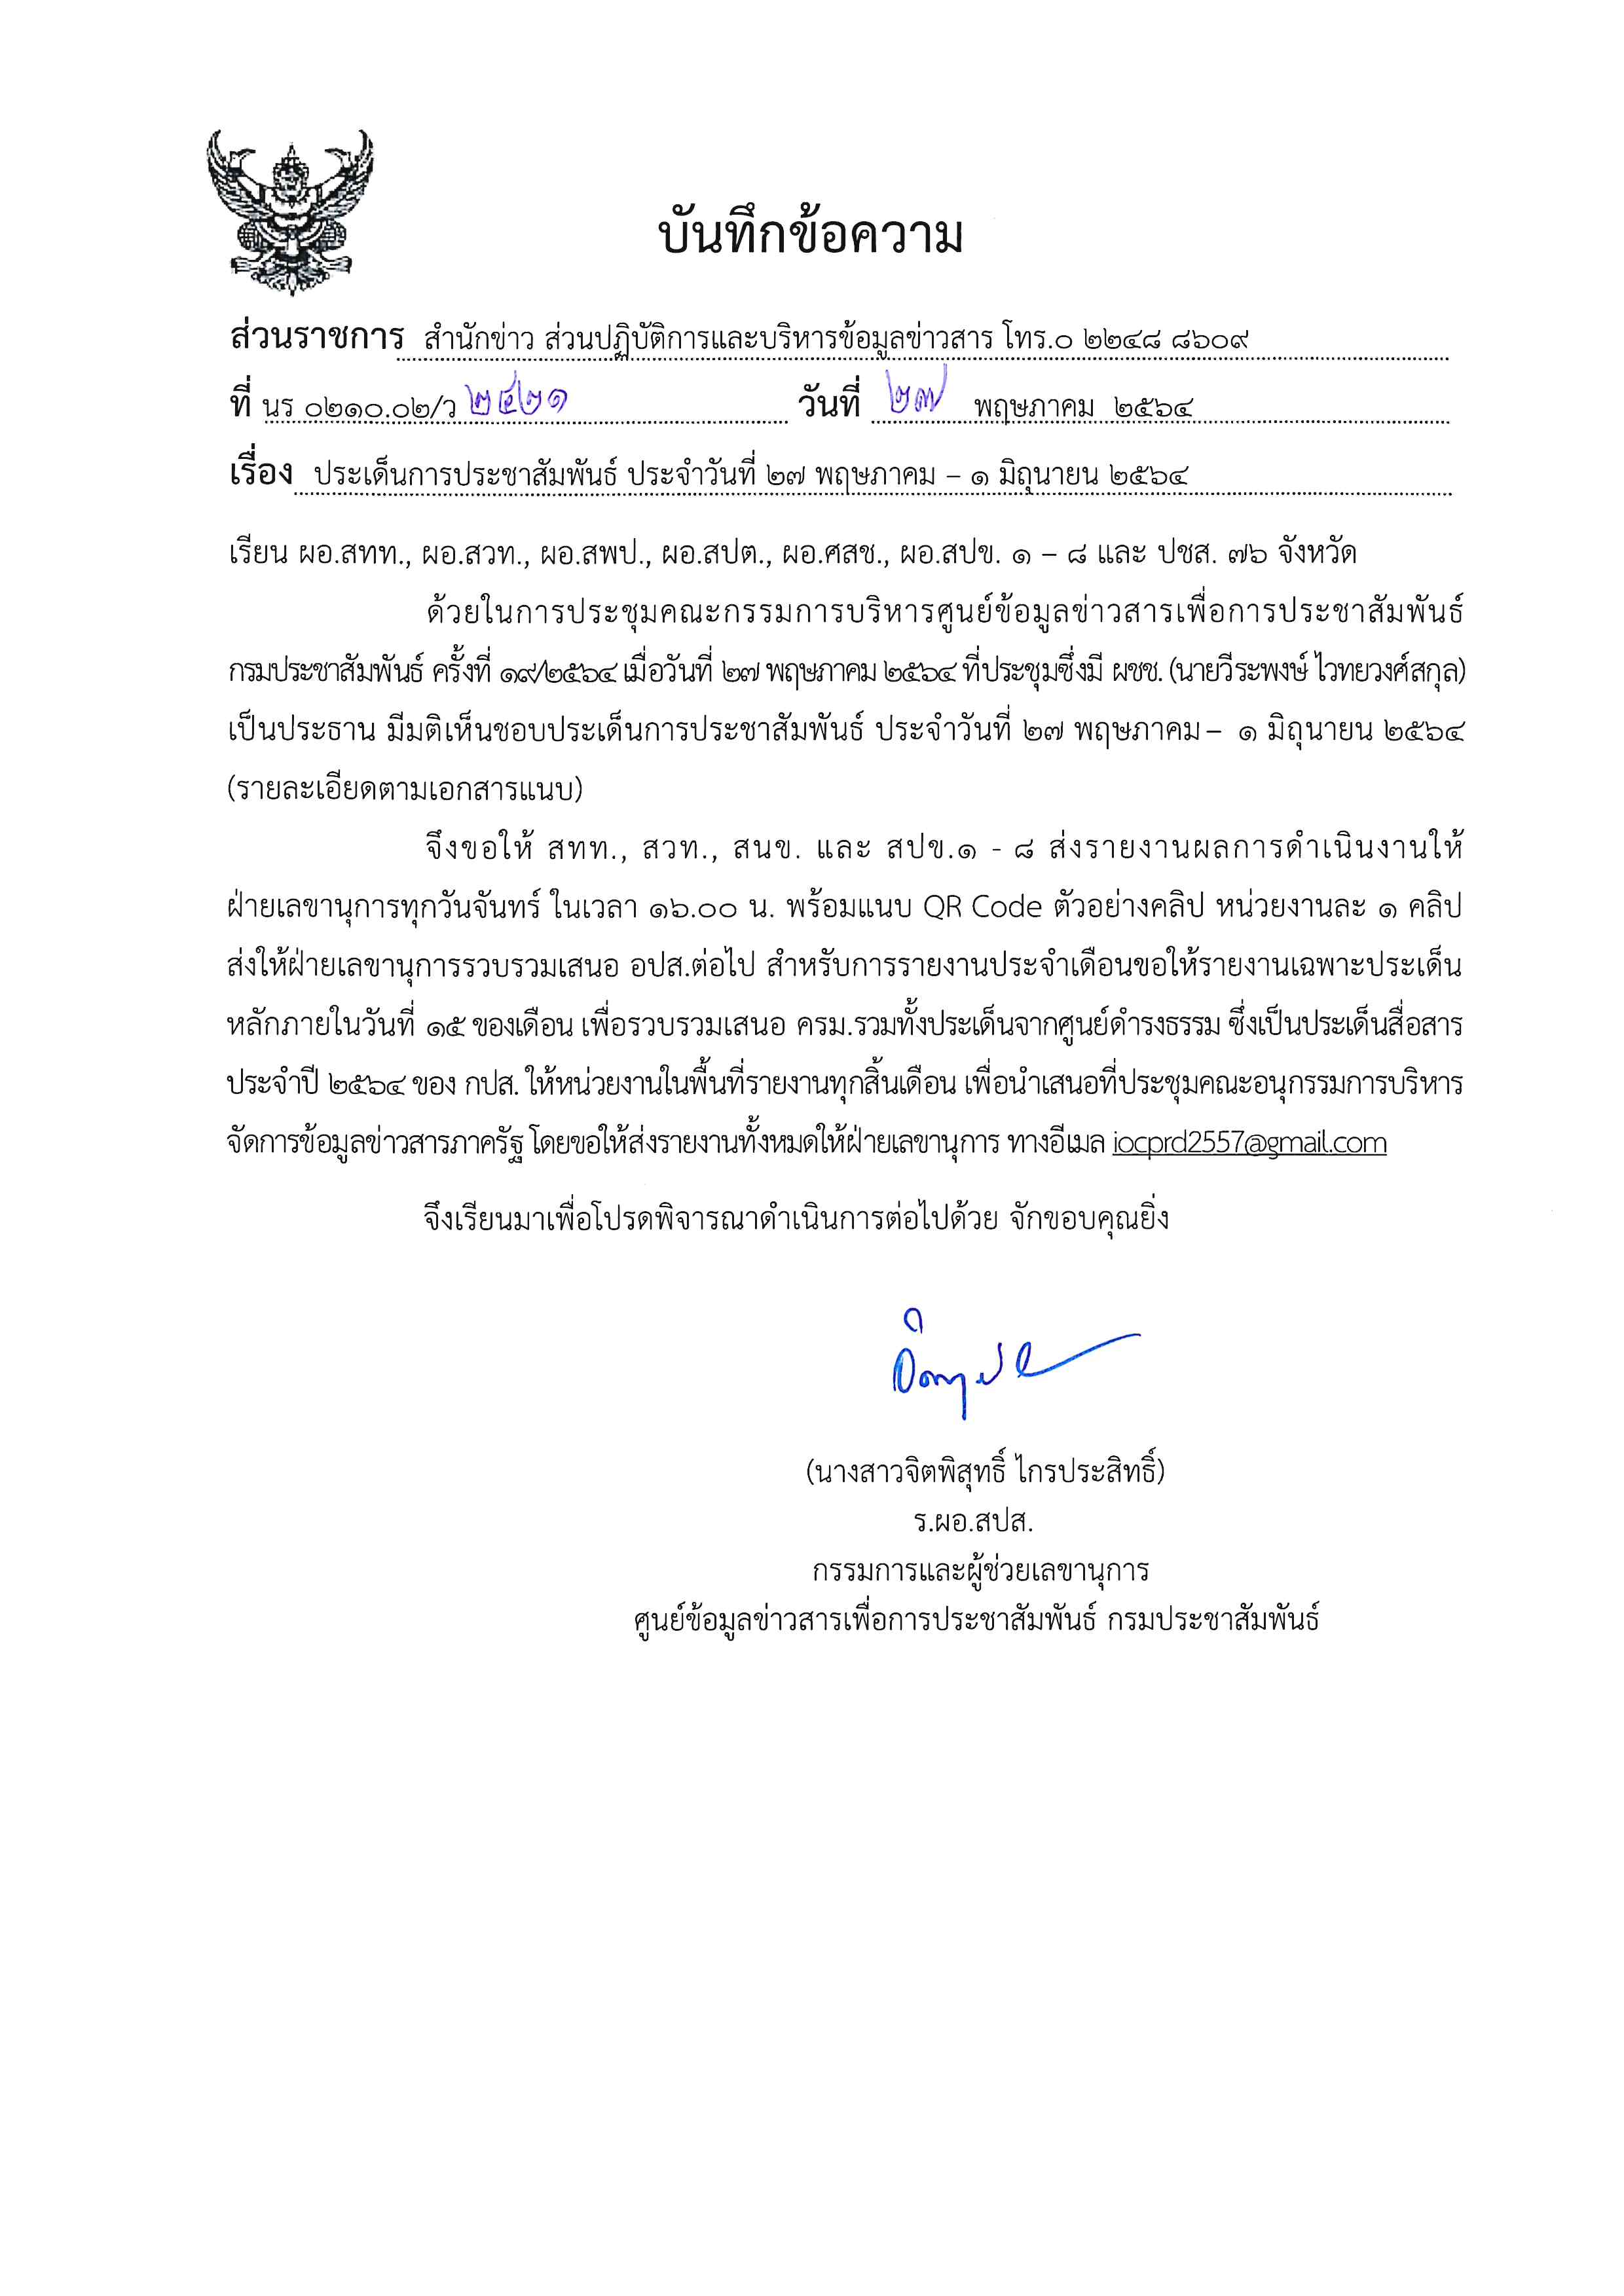 บันทึกข้อความ
ส่วนราชการ สำนักข่าว ส่วนปฏิบัติการและบริหารข้อมูลข่าวสาร โทร.๐ ๒๒๔๘ ๘๖๐๙
ที่ นร ๐๒๑๐.๐๒/ว ๒๔๒๑ วันที่ ๒๗ พฤษภาคม ๒๕๖๔
เรื่อง ประเด็นการประชาสัมพันธ์ ประจำวันที่ ๒๗ พฤษภาคม – ๑ มิถุนายน ๒๕๖๔
เรียน ผอ.สทท., ผอ.สวท., ผอ.สพป., ผอ.สปต., ผอ.ศสช., ผอ.สปข. ๑ – ๘ และ ปชส. ๗๖ จังหวัด
ด้วยในการประชุมคณะกรรมการบริหารศูนย์ข้อมูลข่าวสารเพื่อการประชาสัมพันธ์
กรมประชาสัมพันธ์ ครั้งที่ ๑๙/๒๕๖๔ เมื่อวันที่ ๒๗ พฤษภาคม ๒๕๖๔ ที่ประชุมซึ่งมี ผชช. (นายวีระพงษ์ ไวทยวงศ์สกุล)
เป็นประธาน มีมติเห็นชอบประเด็นการประชาสัมพันธ์ ประจำวันที่ ๒๗ พฤษภาคม – ๑ มิถุนายน ๒๕๖๔
(รายละเอียดตามเอกสารแนบ)
จึงขอให้ สทท., สวท., สนข. และ สปข.๑ - ๘ ส่งรายงานผลการดำเนินงานให้
ฝ่ายเลขานุการทุกวันจันทร์ ในเวลา ๑๖.๐๐ น. พร้อมแนบ QR Code ตัวอย่างคลิป หน่วยงานละ ๑ คลิป
ส่งให้ฝ่ายเลขานุการรวบรวมเสนอ อปส.ต่อไป สำหรับการรายงานประจำเดือนขอให้รายงานเฉพาะประเด็น
หลักภายในวันที่ ๑๕ ของเดือน เพื่อรวบรวมเสนอ ครม.รวมทั้งประเด็นจากศูนย์ดำรงธรรม ซึ่งเป็นประเด็นสื่อสาร
ประจำปี ๒๕๖๔ ของ กปส. ให้หน่วยงานในพื้นที่รายงานทุกสิ้นเดือน เพื่อนำเสนอที่ประชุมคณะอนุกรรมการบริหาร
จัดการข้อมูลข่าวสารภาครัฐ โดยขอให้ส่งรายงานทั้งหมดให้ฝ่ายเลขานุการ ทางอีเมล iocprd2557@gmail.com
จึงเรียนมาเพื่อโปรดพิจารณาดำเนินการต่อไปด้วย จักขอบคุณยิ่ง
(นางสาวจิตพิสุทธิ์ ไกรประสิทธิ์)
ร.ผอ.สปส.
กรรมการและผู้ช่วยเลขานุการ
ศูนย์ข้อมูลข่าวสารเพื่อการประชาสัมพันธ์ กรมประชาสัมพันธ์